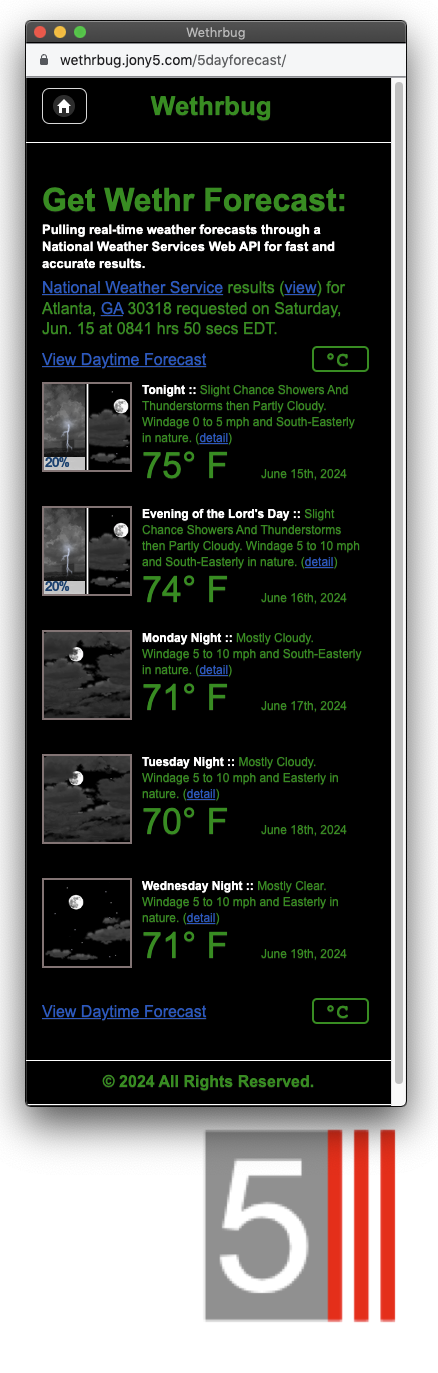 Wethrbug
wethrbug.jony5.com/5dayforecast/
Wethrbug
Get Wethr Forecast:
Pulling real-time weather forecasts through a
National Weather Services Web API for fast and
accurate results.
National Weather Service results (view) for
Atlanta, GA 30318 requested on Saturday,
Jun. 15 at 0841 hrs 50 secs EDT.
View Daytime Forecast
°C
Tonight :: Slight Chance Showers And
Thunderstorms then Partly Cloudy.
Windage 0 to 5 mph and South-Easterly
in nature. (detail)
20%
75° F
June 15th, 2024
Evening of the Lord's Day :: Slight
Chance Showers And Thunderstorms
then Partly Cloudy. Windage 5 to 10 mph
and South-Easterly in nature. (detail)
20%
74° F
June 16th, 2024
Monday Night :: Mostly Cloudy.
Windage 5 to 10 mph and South-Easterly
in nature. (detail)
71° F
June 17th, 2024
Tuesday Night :: Mostly Cloudy.
Windage 5 to 10 mph and Easterly in
nature. (detail)
70° F
June 18th, 2024
Wednesday Night :: Mostly Clear.
Windage 5 to 10 mph and Easterly in
nature. (detail)
71° F
June 19th, 2024
View Daytime Forecast
°C
© 2024 All Rights Reserved.
5